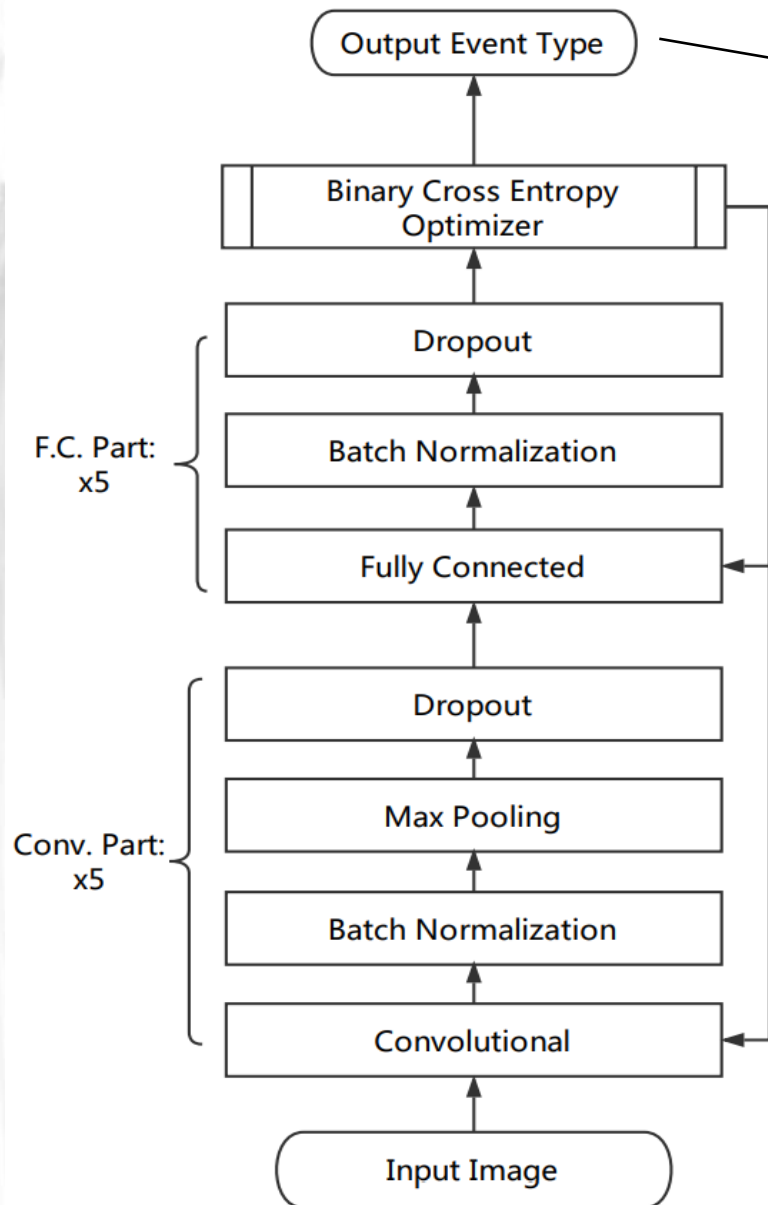 Output Event Type
Binary Cross Entropy
Optimizer
Dropout
Batch Normalization
F.C. Part:
x5
Fully Connected
Dropout
Max Pooling
Conv. Part:
x5
Batch Normalization
Convolutional
Input Image